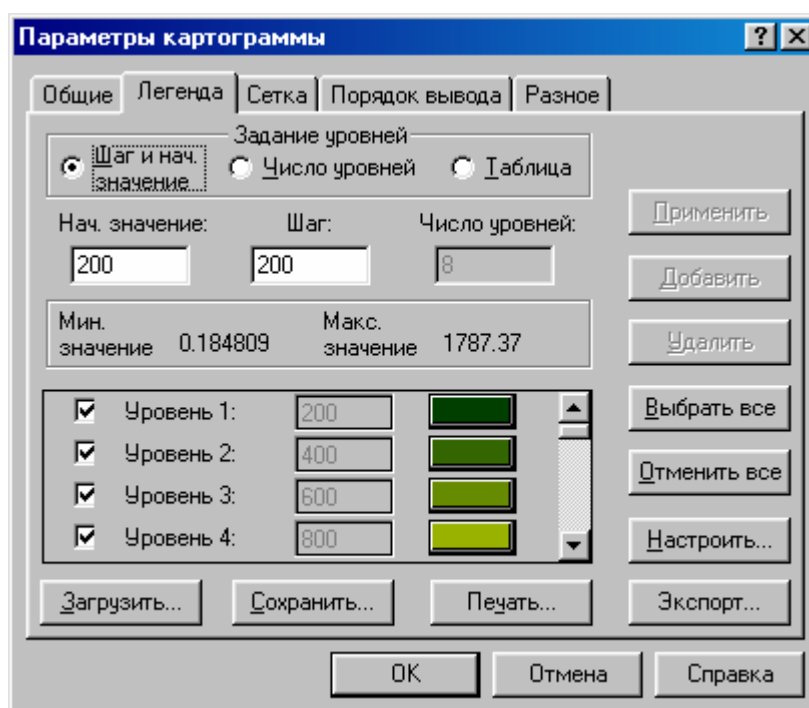 Параметры картограммы
Общие
Легенда
Сетка
Порядок вывода
Разное
Задание уровней
Шаг и нач.
значение
Число уровней
Таблица
Нач. значение:
Шаг:
Число уровней:
200
200
8
Мин.
значение
0.184809
Макс.
значение
1787.37
Уровень 1:
200
Уровень 2:
400
Уровень 3:
600
Уровень 4:
800
Применить
Добавить
Удалить
Выбрать все
Отменить все
Настроить...
Загрузить...
Сохранить...
Печать...
Экспорт...
OK
Отмена
Справка